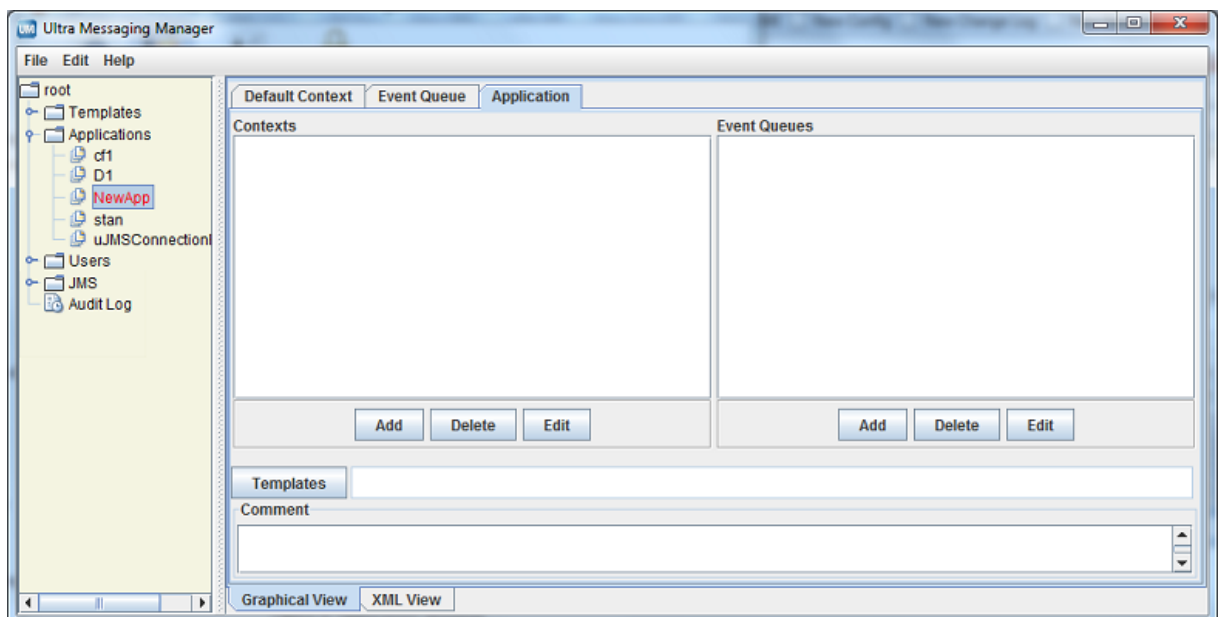 UM Ultra Messaging Manager
File Edit Help
root
Templates
Applications
cf1
D1
NewApp
stan
uJMSConnection
Users
JMS
Audit Log
Default Context Event Queue Application
Contexts Event Queues
Add Delete Edit Add Delete Edit
Templates
Comment
Graphical View XML View